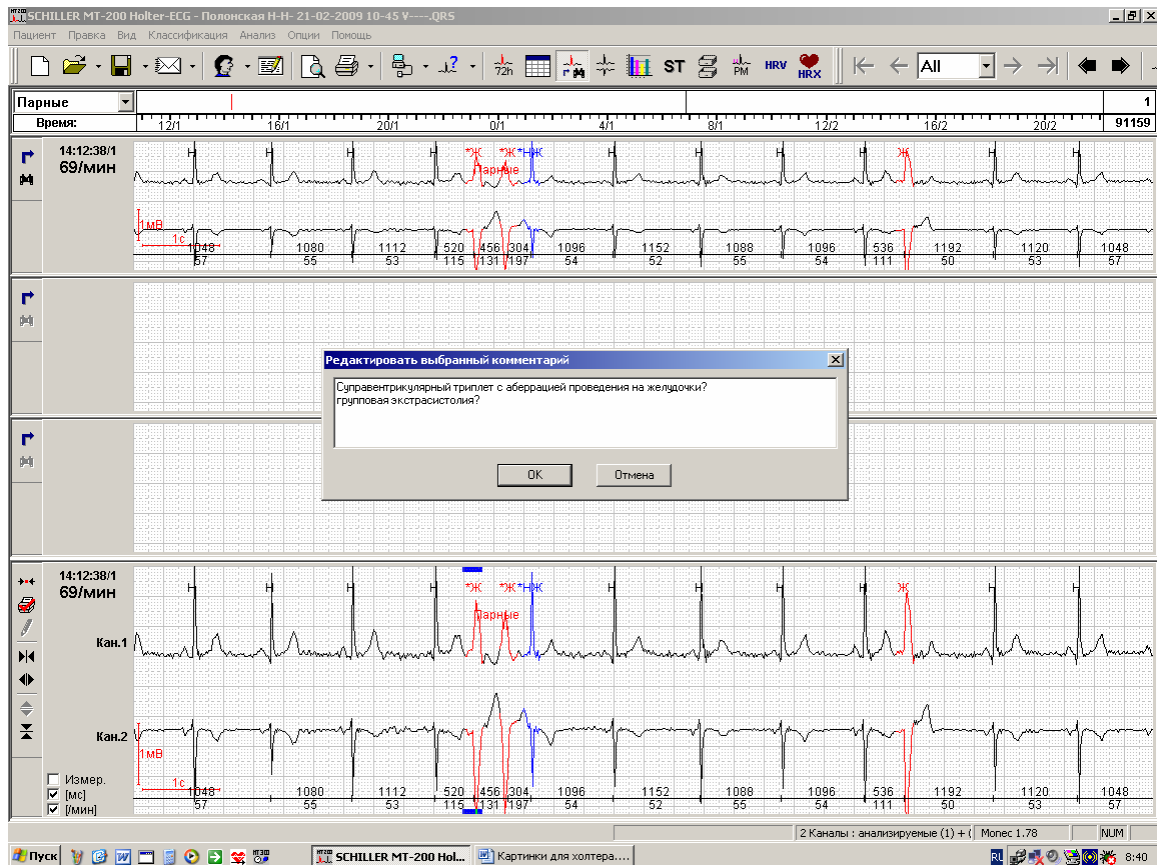 SCHILLER MT-200 Holter-ECG - Полонская Н-Н- 21-02-2009 10-45 V----.QRS
Пациент Правка Вид Классификация Анализ Опции Помощь
72h ST PM HRV HRX All
Парные 1
Время: 12/1 16/1 20/1 0/1 4/1 8/1 12/2 16/2 20/2 91159
14:12:38/1
69/мин
Н Н Н Н *Ж *Ж *НЖ Н Н Н Н Ж Н Н
Парные
1мВ
1с
1048 1080 1112 520 456 304 1096 1152 1088 1096 536 1192 1120 1048
57 55 53 115 131 197 54 52 55 54 111 50 53 57
Редактировать выбранный комментарий
Суправентрикулярный триплет с аберрацией проведения на желудочки?
групповая экстрасистолия?
OK Отмена
14:12:38/1
69/мин
Н Н Н Н *Ж *Ж *НЖ Н Н Н Н Ж Н Н
Парные
Кан.1
Кан.2
1мВ
1с
Измер.
[мс]
[/мин]
1048 1080 1112 520 456 304 1096 1152 1088 1096 536 1192 1120 1048
57 55 53 115 131 197 54 52 55 54 111 50 53 57
2 Каналы : анализируемые (1) + ( Monec 1.78 NUM
Пуск SCHILLER MT-200 Hol... Картинки для холтера.... RU 8:40